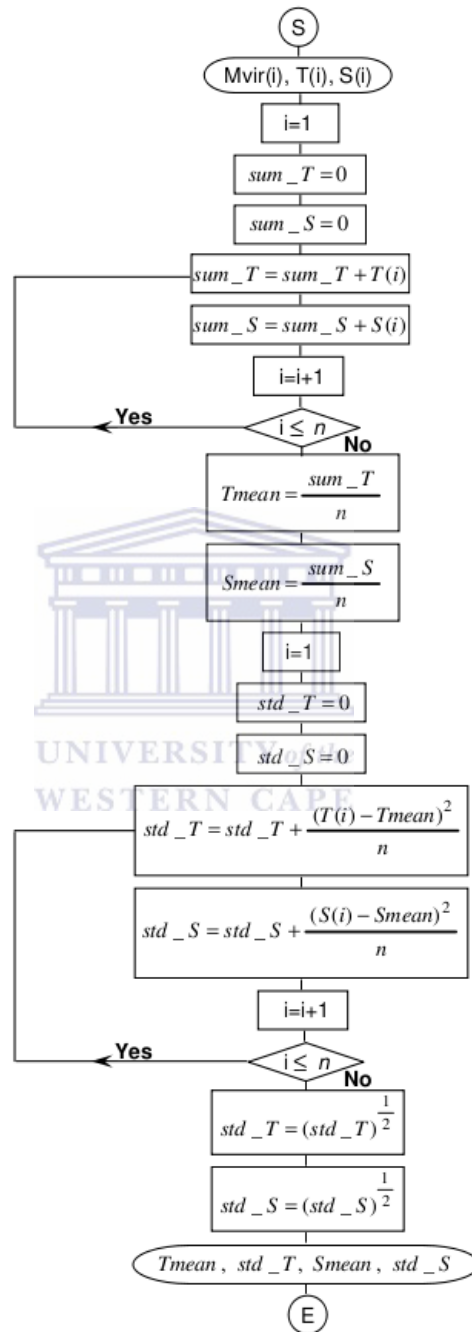 S
Mvir(i), T(i), S(i)
i=1
sum_T = 0
sum_S = 0
sum_T = sum_T + T(i)
sum_S = sum_S + S(i)
i=i+1
Yes
i ≤ n
No
Tmean = sum_T / n
Smean = sum_S / n
i=1
std_T = 0
std_S = 0
UNIVERSITY of the
WESTERN CAPE
std_T = std_T + (T(i) − Tmean)² / n
std_S = std_S + (S(i) − Smean)² / n
i=i+1
Yes
i ≤ n
No
std_T = (std_T)^(1/2)
std_S = (std_S)^(1/2)
Tmean, std_T, Smean, std_S
E